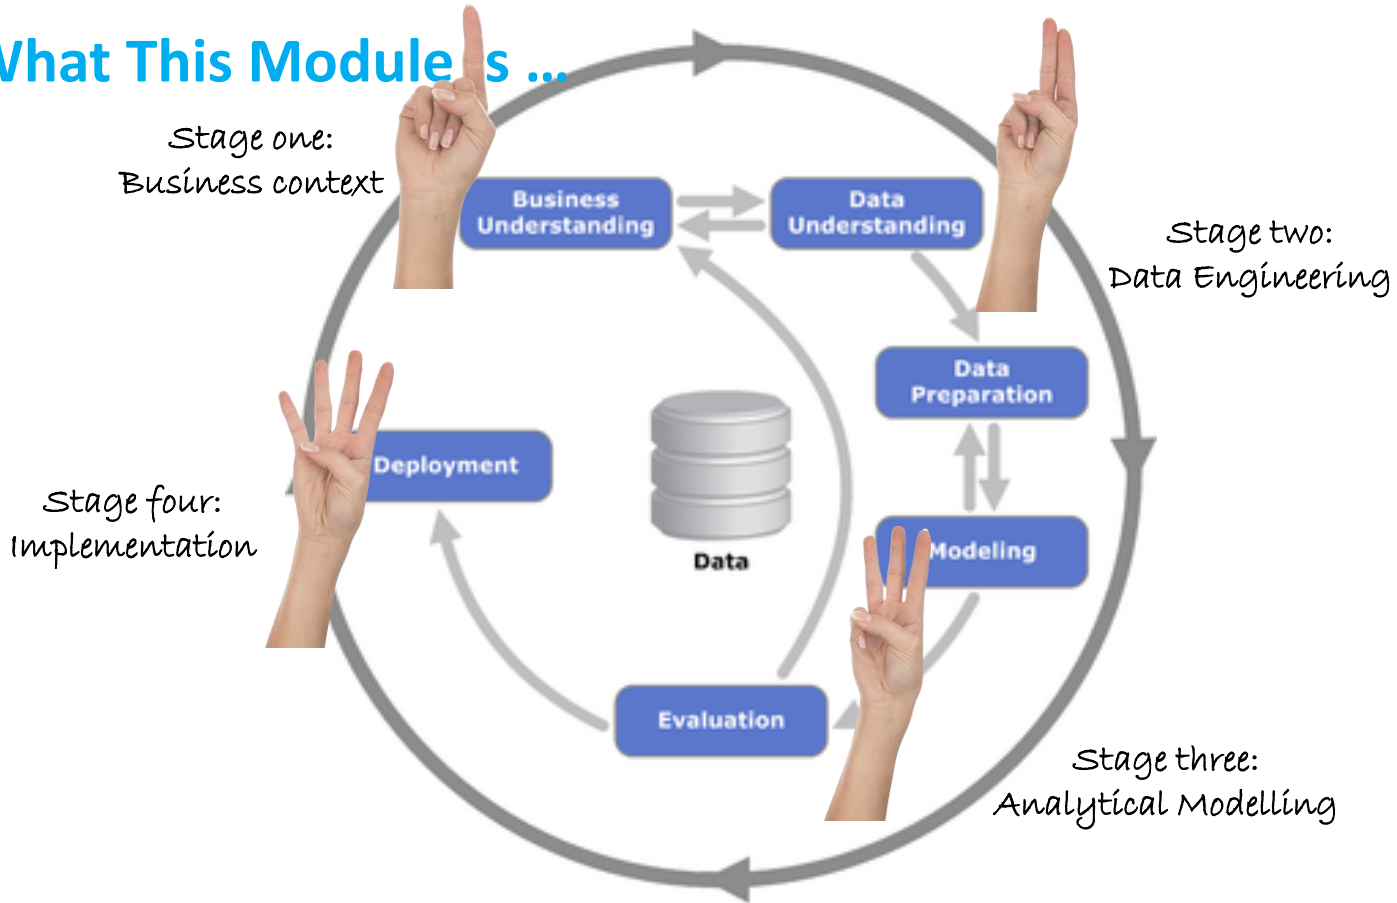 What This Module s ...
Stage one:
Business context
Business
Understanding
Data
Understanding
Stage two:
Data Engineering
Data
Preparation
Deployment
Stage four:
Implementation
Data
Modeling
Evaluation
Stage three:
Analytical Modelling